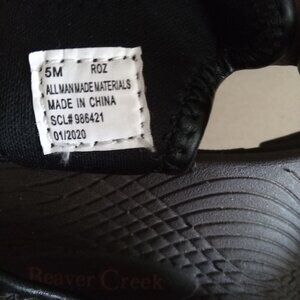 5M ROZ
ALL MAN MADE MATERIALS
MADE IN CHINA
SCL# 986421
01/2020
Beaver Creek